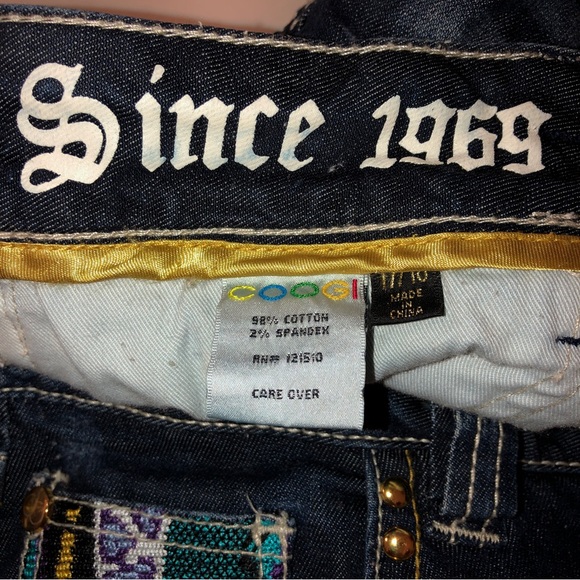 Since 1969
COOGI
98% COTTON
2% SPANDEX
RN# 121510
CARE OVER
MADE
IN
CHINA